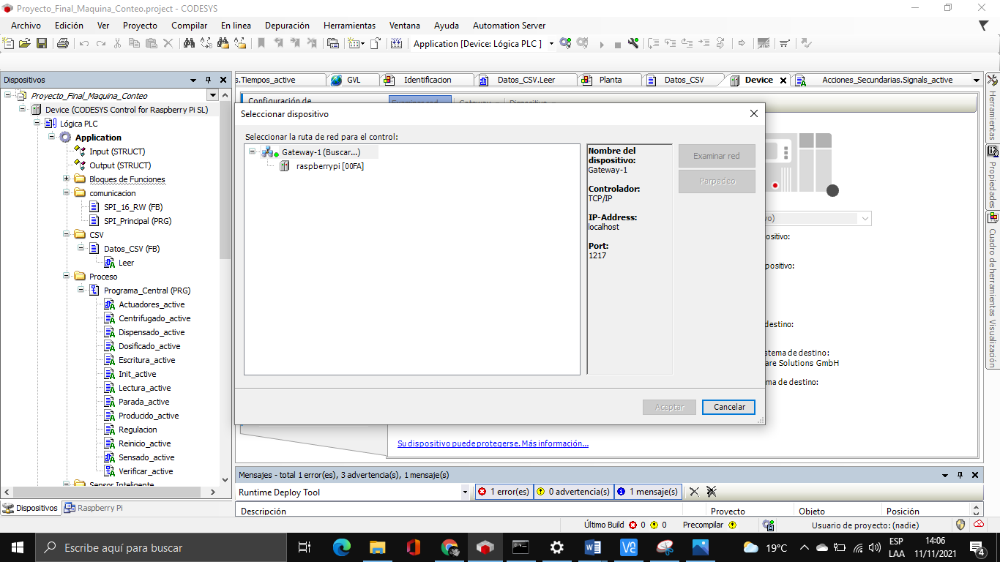 Proyecto_Final_Maquina_Conteo.project - CODESYS
Archivo Edición Ver Proyecto Compilar En linea Depuración Herramientas Ventana Ayuda Automation Server
Application [Device: Lógica PLC ]
Dispositivos
s.Tiempos_active GVL Identificacion Datos_CSV.Leer Planta Datos_CSV Device Acciones_Secundarias.Signals_active
Proyecto_Final_Maquina_Conteo
Device (CODESYS Control for Raspberry Pi SL)
Lógica PLC
Application
Input (STRUCT)
Output (STRUCT)
Bloques de Funciones
comunicacion
SPI_16_RW (FB)
SPI_Principal (PRG)
CSV
Datos_CSV (FB)
Leer
Proceso
Programa_Central (PRG)
Actuadores_active
Centrifugado_active
Dispensado_active
Dosificado_active
Escritura_active
Init_active
Lectura_active
Parada_active
Producido_active
Regulacion
Reinicio_active
Sensado_active
Verificar_active
Sensor Inteligente
Dispositivos Raspberry Pi
Configuración de
Examinar red... Gateway Dispositivo
Seleccionar dispositivo
Seleccionar la ruta de red para el control:
Gateway-1 (Buscar...)
raspberrypi [00FA]
Nombre del
dispositivo:
Gateway-1
Controlador:
TCP/IP
IP-Address:
localhost
Port:
1217
Examinar red
Parpadeo
Aceptar Cancelar
vo)
ositivo:
positivo:
destino:
stema de destino:
are Solutions GmbH
ma de destino:
Su dispositivo puede protegerse. Más información...
Herramientas
Propiedades
Cuadro de herramientas Visualización
Mensajes - total 1 error(es), 3 advertencia(s), 1 mensaje(s)
Runtime Deploy Tool 1 error(es) 0 advertencia(s) 1 mensaje(s)
Descripción Proyecto Objeto Posición
Último Build 0 0 Precompilar Usuario de proyecto: (nadie)
Escribe aquí para buscar
19°C
ESP
LAA
14:06
11/11/2021
4